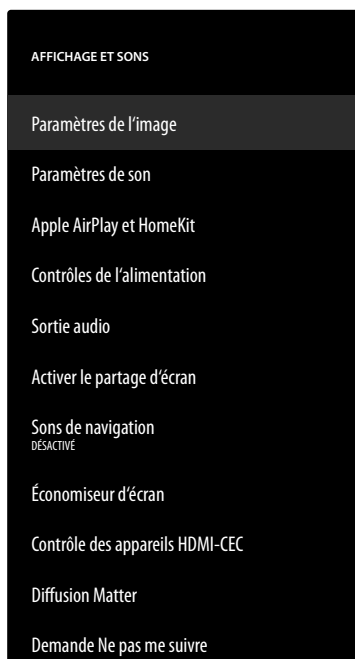 AFFICHAGE ET SONS
Paramètres de l‘image
Paramètres de son
Apple AirPlay et HomeKit
Contrôles de l‘alimentation
Sortie audio
Activer le partage d‘écran
Sons de navigation
DÉSACTIVÉ
Économiseur d‘écran
Contrôle des appareils HDMI-CEC
Diffusion Matter
Demande Ne pas me suivre